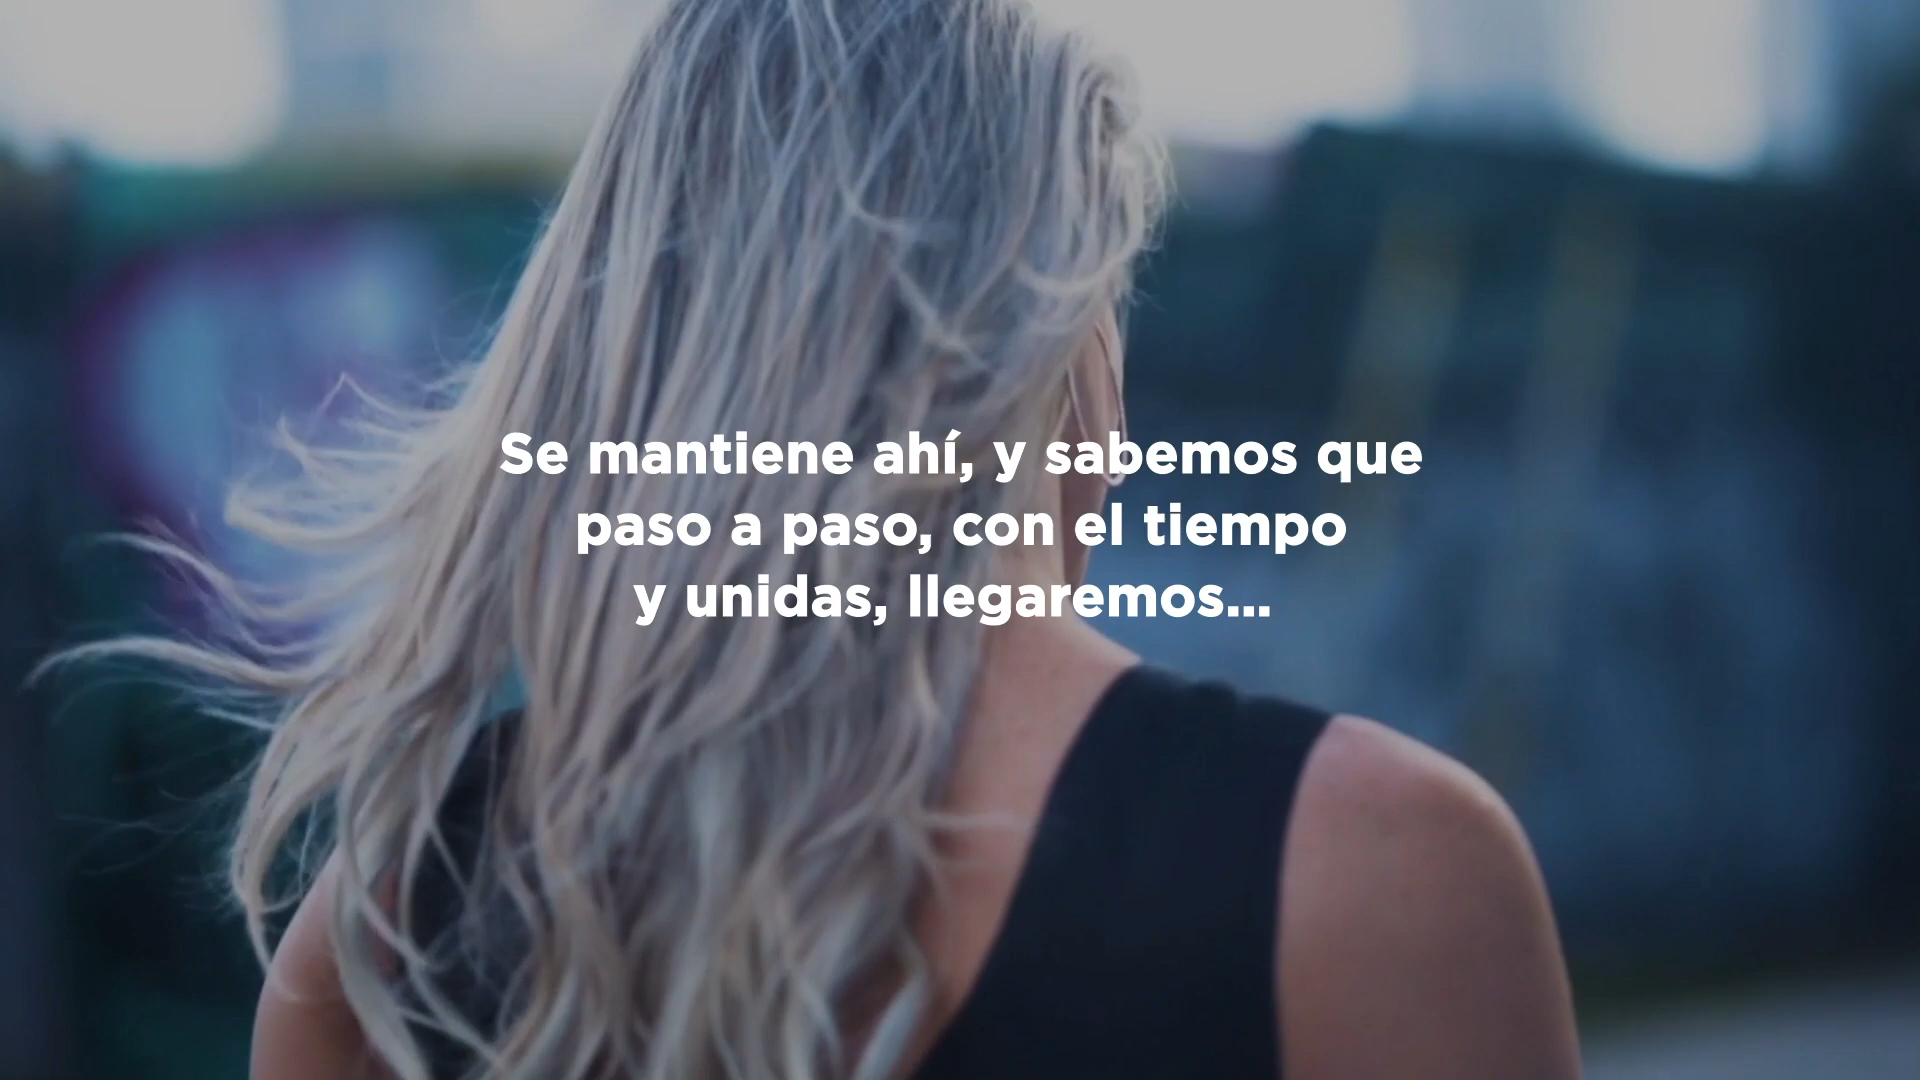 Se mantiene ahí, y sabemos que
paso a paso, con el tiempo
y unidas, llegaremos...